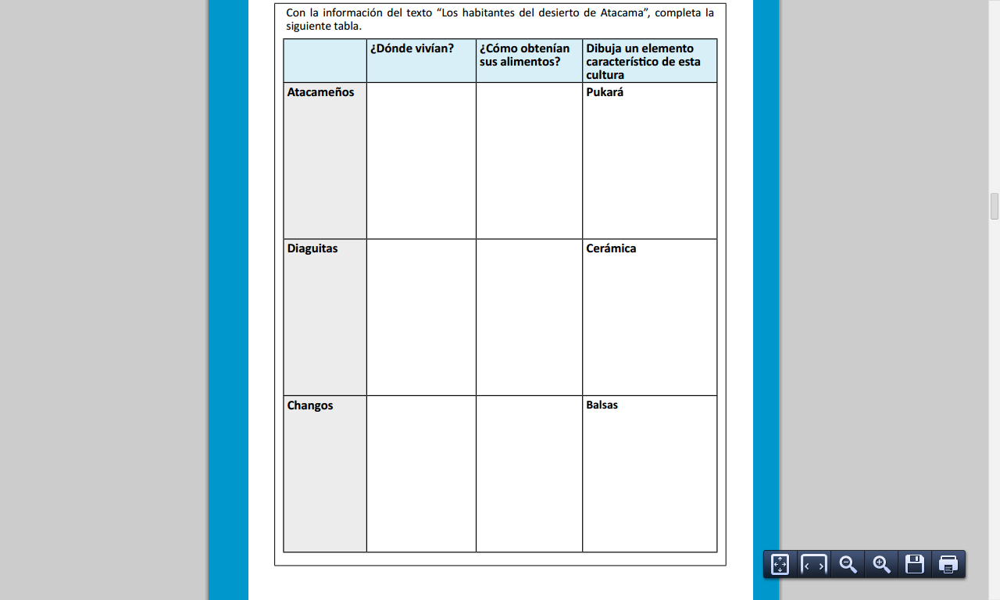 Con la información del texto “Los habitantes del desierto de Atacama”, completa la
siguiente tabla.
¿Dónde vivían?
¿Cómo obtenían
sus alimentos?
Dibuja un elemento
característico de esta
cultura
Atacameños
Pukará
Diaguitas
Cerámica
Changos
Balsas